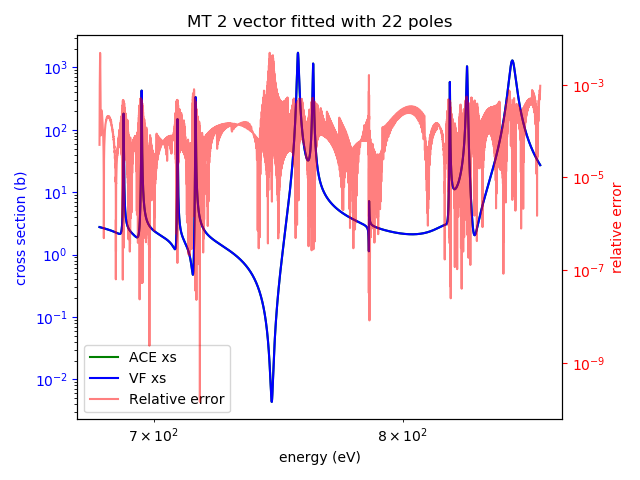 MT 2 vector fitted with 22 poles
10³
10²
10¹
10⁰
10⁻¹
10⁻²
cross section (b)
10⁻³
10⁻⁵
10⁻⁷
10⁻⁹
relative error
ACE xs
VF xs
Relative error
7 × 10²
8 × 10²
energy (eV)